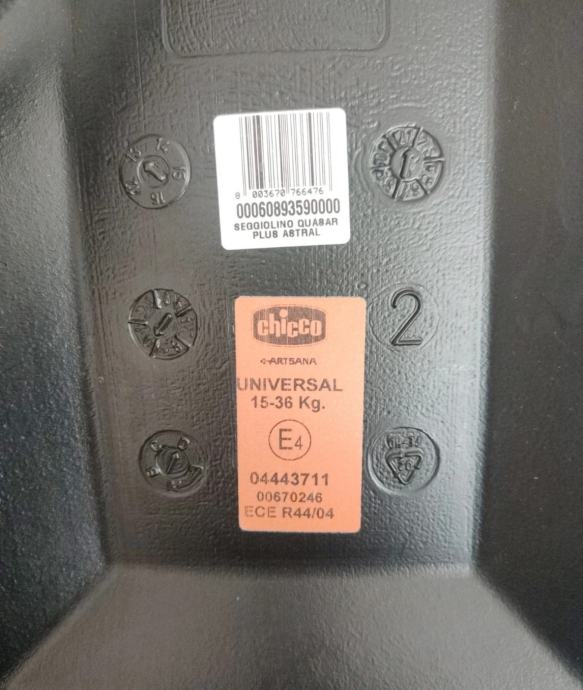 8 003670 766476
00060893590000
SEGGIOLINO QUASAR
PLUS ASTRAL
chicco
ARTSANA
UNIVERSAL
15-36 Kg.
E4
2
04443711
00670246
ECE R44/04